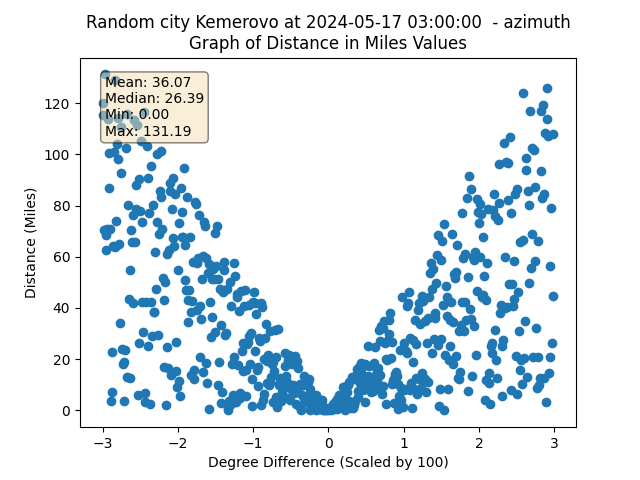 Random city Kemerovo at 2024-05-17 03:00:00  - azimuth
Graph of Distance in Miles Values
Mean: 36.07
Median: 26.39
Min: 0.00
Max: 131.19
Distance (Miles)
120
100
80
60
40
20
0
−3
−2
−1
0
1
2
3
Degree Difference (Scaled by 100)